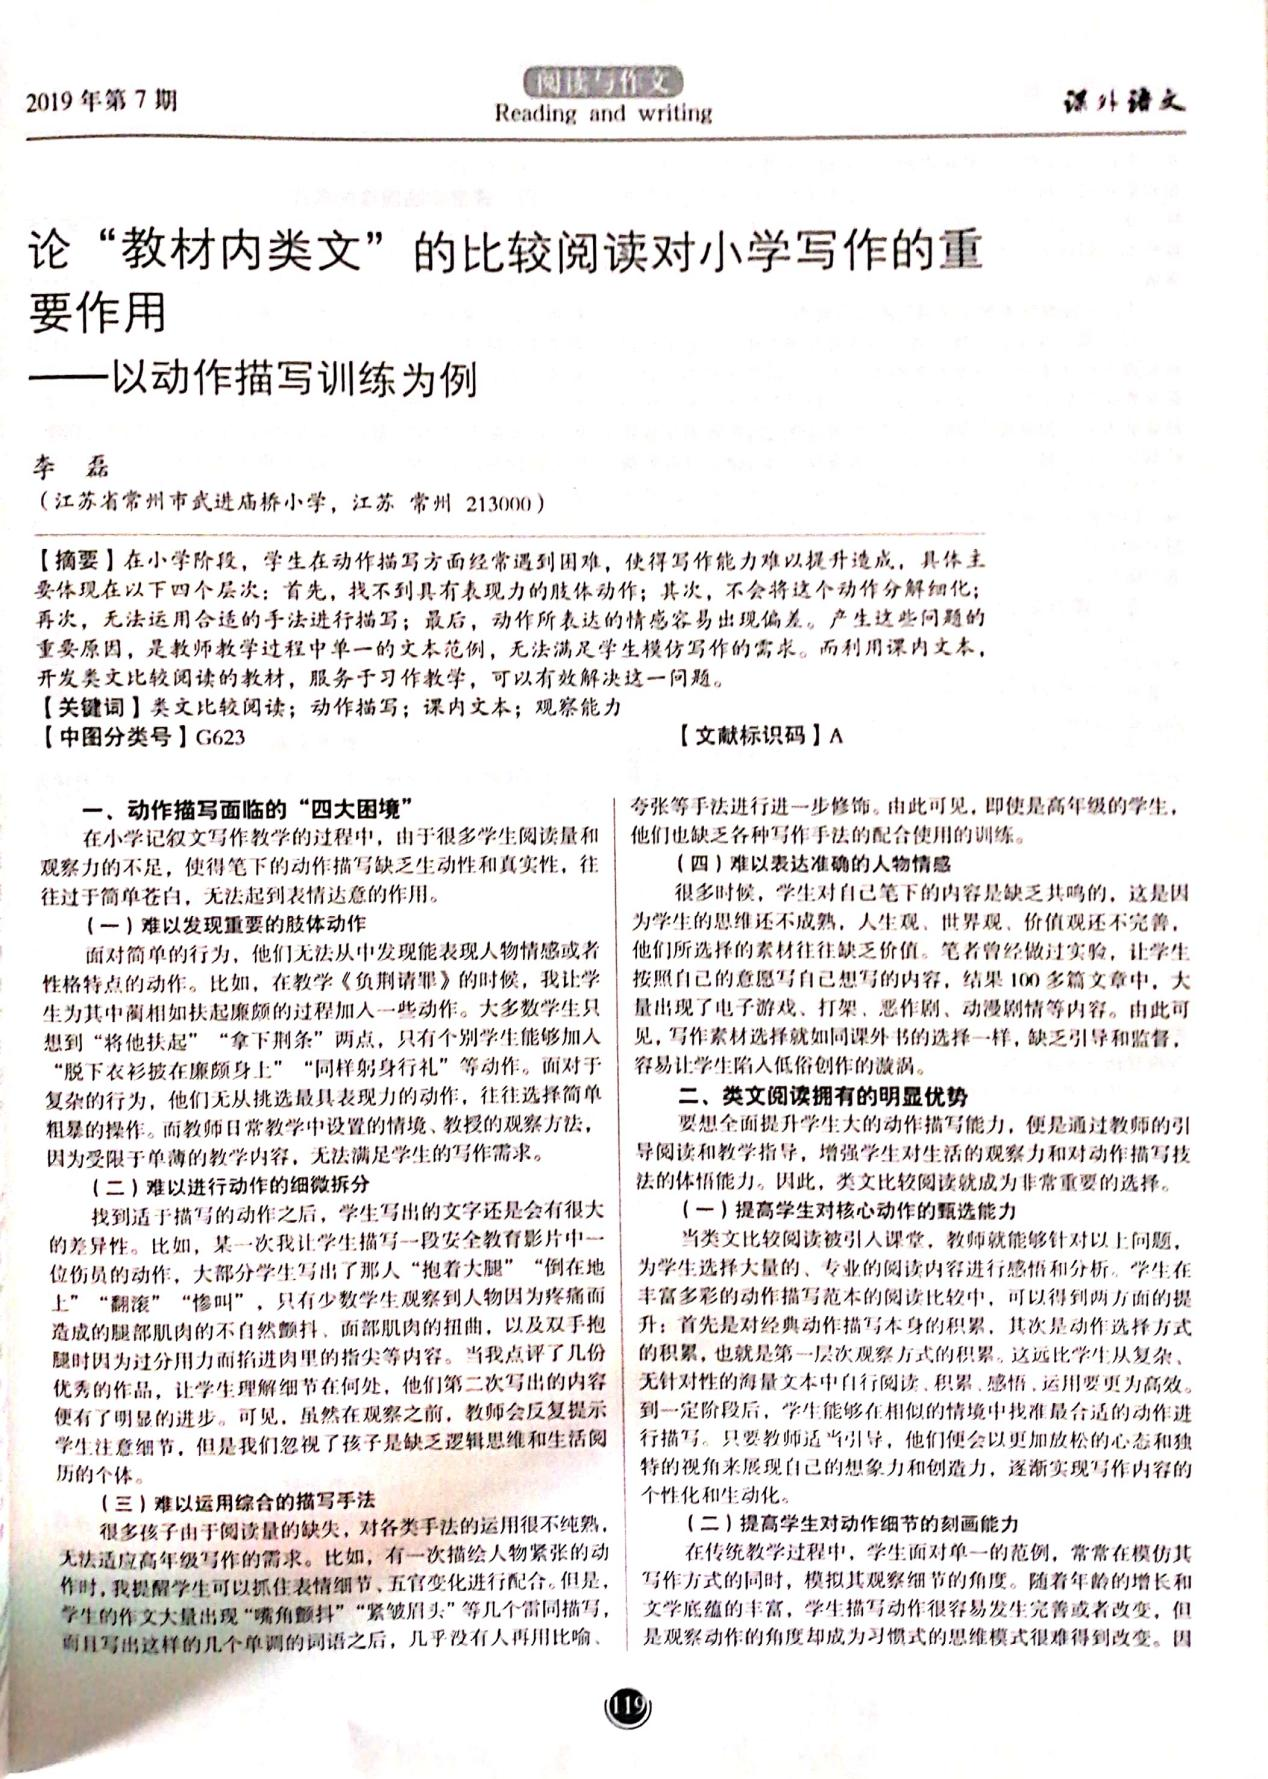 2019 年第 7 期
阅读与作文
Reading and writing
课外语文
论“教材内类文”的比较阅读对小学写作的重
要作用
——以动作描写训练为例
李 磊
（江苏省常州市武进庙桥小学，江苏 常州 213000）
【摘要】在小学阶段，学生在动作描写方面经常遇到困难，使得写作能力难以提升造成，具体主
要体现在以下四个层次：首先，找不到具有表现力的肢体动作；其次，不会将这个动作分解细化；
再次，无法运用合适的手法进行描写；最后，动作所表达的情感容易出现偏差。产生这些问题的
重要原因，是教师教学过程中单一的文本范例，无法满足学生模仿写作的需求。而利用课内文本，
开发类文比较阅读的教材，服务于习作教学，可以有效解决这一问题。
【关键词】类文比较阅读；动作描写；课内文本；观察能力
【中图分类号】G623 【文献标识码】A
一、动作描写面临的“四大困境”
在小学记叙文写作教学的过程中，由于很多学生阅读量和
观察力的不足，使得笔下的动作描写缺乏生动性和真实性，往
往过于简单苍白，无法起到表情达意的作用。
（一）难以发现重要的肢体动作
面对简单的行为，他们无法从中发现能表现人物情感或者
性格特点的动作。比如，在教学《负荆请罪》的时候，我让学
生为其中蔺相如扶起廉颇的过程加入一些动作。大多数学生只
想到“将他扶起”“拿下荆条”两点，只有个别学生能够加入
“脱下衣衫披在廉颇身上”“同样躬身行礼”等动作。面对于
复杂的行为，他们无从挑选最具表现力的动作，往往选择简单
粗暴的操作。而教师日常教学中设置的情境、教授的观察方法，
因为受限于单薄的教学内容，无法满足学生的写作需求。
（二）难以进行动作的细微拆分
找到适于描写的动作之后，学生写出的文字还是会有很大
的差异性。比如，某一次我让学生描写一段安全教育影片中一
位伤员的动作，大部分学生写出了那人“抱着大腿”“倒在地
上”“翻滚”“惨叫”，只有少数学生观察到人物因为疼痛而
造成的腿部肌肉的不自然颤抖、面部肌肉的扭曲，以及双手抱
腿时因为过分用力而掐进肉里的指尖等内容。当我点评了几份
优秀的作品，让学生理解细节在何处，他们第二次写出的内容
便有了明显的进步。可见，虽然在观察之前，教师会反复提示
学生注意细节，但是我们忽视了孩子是缺乏逻辑思维和生活阅
历的个体。
（三）难以运用综合的描写手法
很多孩子由于阅读量的缺失，对各类手法的运用很不纯熟，
无法适应高年级写作的需求。比如，有一次描绘人物紧张的动
作时，我提醒学生可以抓住表情细节、五官变化进行配合。但是，
学生的作文大量出现“嘴角颤抖”“紧皱眉头”等几个雷同描写，
而且写出这样的几个单调的词语之后，几乎没有人再用比喻、
夸张等手法进行进一步修饰。由此可见，即使是高年级的学生，
他们也缺乏各种写作手法的配合使用的训练。
（四）难以表达准确的人物情感
很多时候，学生对自己笔下的内容是缺乏共鸣的，这是因
为学生的思维还不成熟，人生观、世界观、价值观还不完善，
他们所选择的素材往往缺乏价值。笔者曾经做过实验，让学生
按照自己的意愿写自己想写的内容，结果 100 多篇文章中，大
量出现了电子游戏、打架、恶作剧、动漫剧情等内容。由此可
见，写作素材选择就如同课外书的选择一样，缺乏引导和监督，
容易让学生陷入低俗创作的漩涡。
二、类文阅读拥有的明显优势
要想全面提升学生大的动作描写能力，便是通过教师的引
导阅读和教学指导，增强学生对生活的观察力和对动作描写技
法的体悟能力。因此，类文比较阅读就成为非常重要的选择。
（一）提高学生对核心动作的甄选能力
当类文比较阅读被引入课堂，教师就能够针对以上问题，
为学生选择大量的、专业的阅读内容进行感悟和分析。学生在
丰富多彩的动作描写范本的阅读比较中，可以得到两方面的提
升：首先是对经典动作描写本身的积累，其次是动作选择方式
的积累，也就是第一层次观察方式的积累。这远比学生从复杂、
无针对性的海量文本中自行阅读、积累、感悟、运用要更为高效。
到一定阶段后，学生能够在相似的情境中找准最合适的动作进
行描写。只要教师适当引导，他们便会以更加放松的心态和独
特的视角来展现自己的想象力和创造力，逐渐实现写作内容的
个性化和生动化。
（二）提高学生对动作细节的刻画能力
在传统教学过程中，学生面对单一的范例，常常在模仿其
写作方式的同时，模拟其观察细节的角度。随着年龄的增长和
文学底蕴的丰富，学生描写动作很容易发生完善或者改变，但
是观察动作的角度却成为习惯式的思维模式很难得到改变。因
119